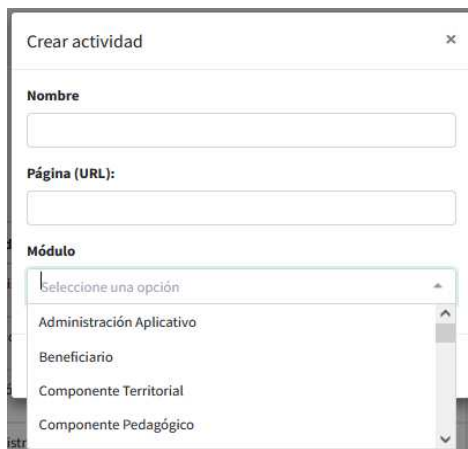 Crear actividad ×
Nombre
Página (URL):
Módulo
Seleccione una opción
Administración Aplicativo
Beneficiario
Componente Territorial
Componente Pedagógico